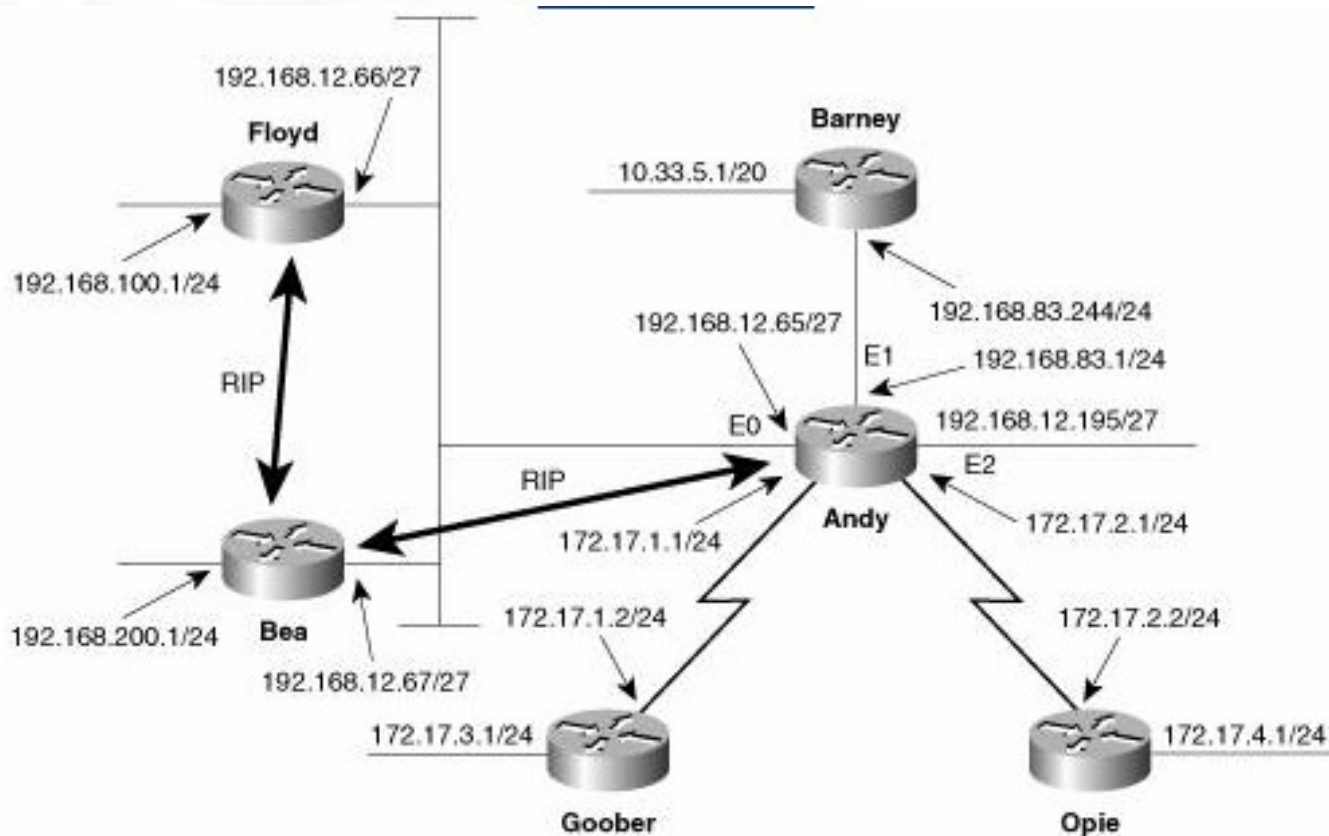 192.168.12.66/27
Floyd
Barney
10.33.5.1/20
192.168.100.1/24
192.168.83.244/24
192.168.12.65/27
E1
192.168.83.1/24
RIP
E0
192.168.12.195/27
E2
RIP
172.17.1.1/24
Andy
172.17.2.1/24
192.168.200.1/24
Bea
172.17.1.2/24
172.17.2.2/24
192.168.12.67/27
172.17.3.1/24
172.17.4.1/24
Goober
Opie